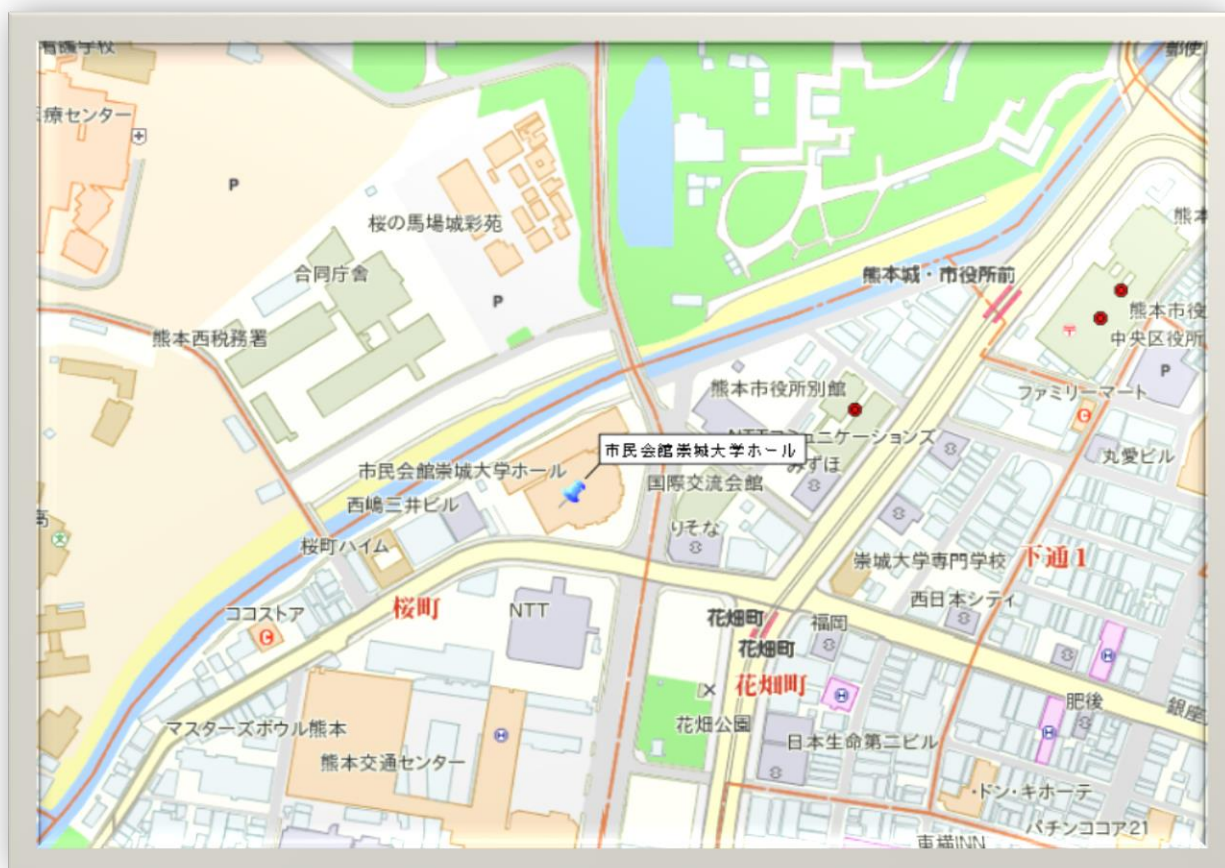 看護学校
療センター
郵便
P
桜の馬場城彩苑
熊本
合同庁舎
熊本城・市役所前
P
熊本西税務署
熊本市役
中央区役所
P
熊本市役所別館
ファミリーマート
NTTコミュニケーションズ
市民会館崇城大学ホール
丸愛ビル
みずほ
市民会館崇城大学ホール
国際交流会館
西嶋三井ビル
高
りそな
桜町ハイム
崇城大学専門学校
下通1
ココストア
桜町
NTT
花畑町
福岡
西日本シティ
花畑町
花畑町
肥後
銀座
マスターズボウル熊本
花畑公園
日本生命第二ビル
熊本交通センター
・ドン・キホーテ
パチンココア21
東横INN